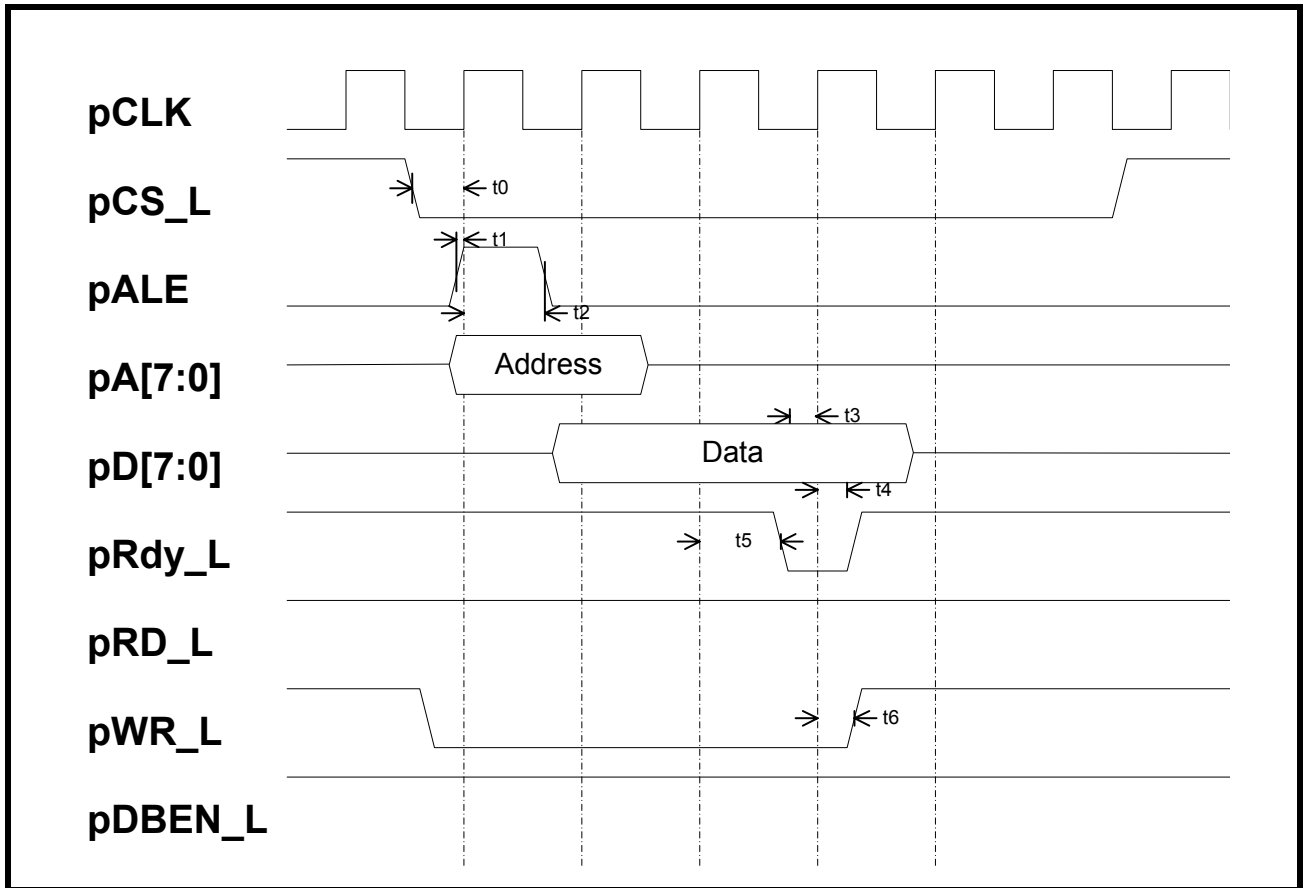 pCLK
pCS_L
t0
pALE
t1
t2
pA[7:0]
Address
pD[7:0]
Data
t3
t4
pRdy_L
t5
pRD_L
pWR_L
t6
pDBEN_L